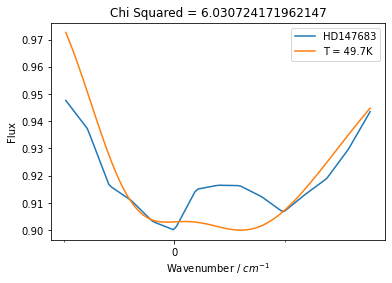 Chi Squared = 6.030724171962147
HD147683
T = 49.7K
0.97
0.96
0.95
0.94
0.93
0.92
0.91
0.90
Flux
0
Wavenumber / cm⁻¹